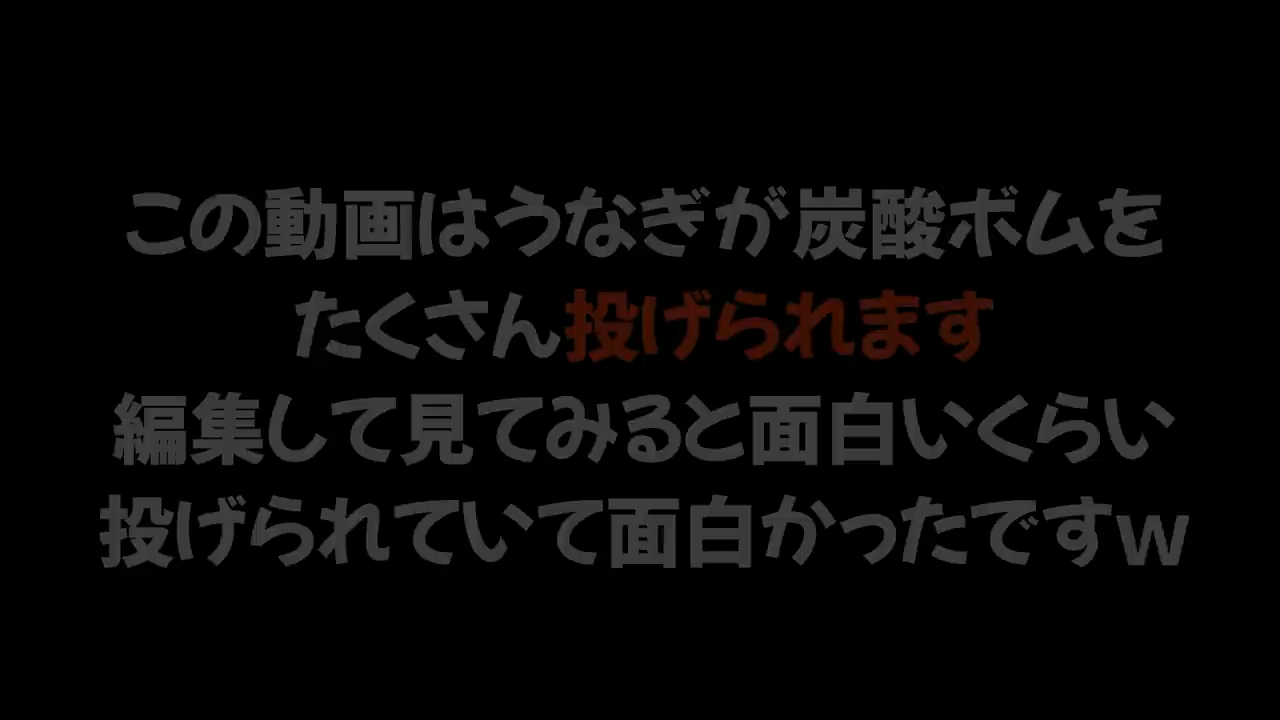 この動画はうなぎが炭酸ボムを
たくさん投げられます
編集して見てみると面白いくらい
投げられていて面白かったですw